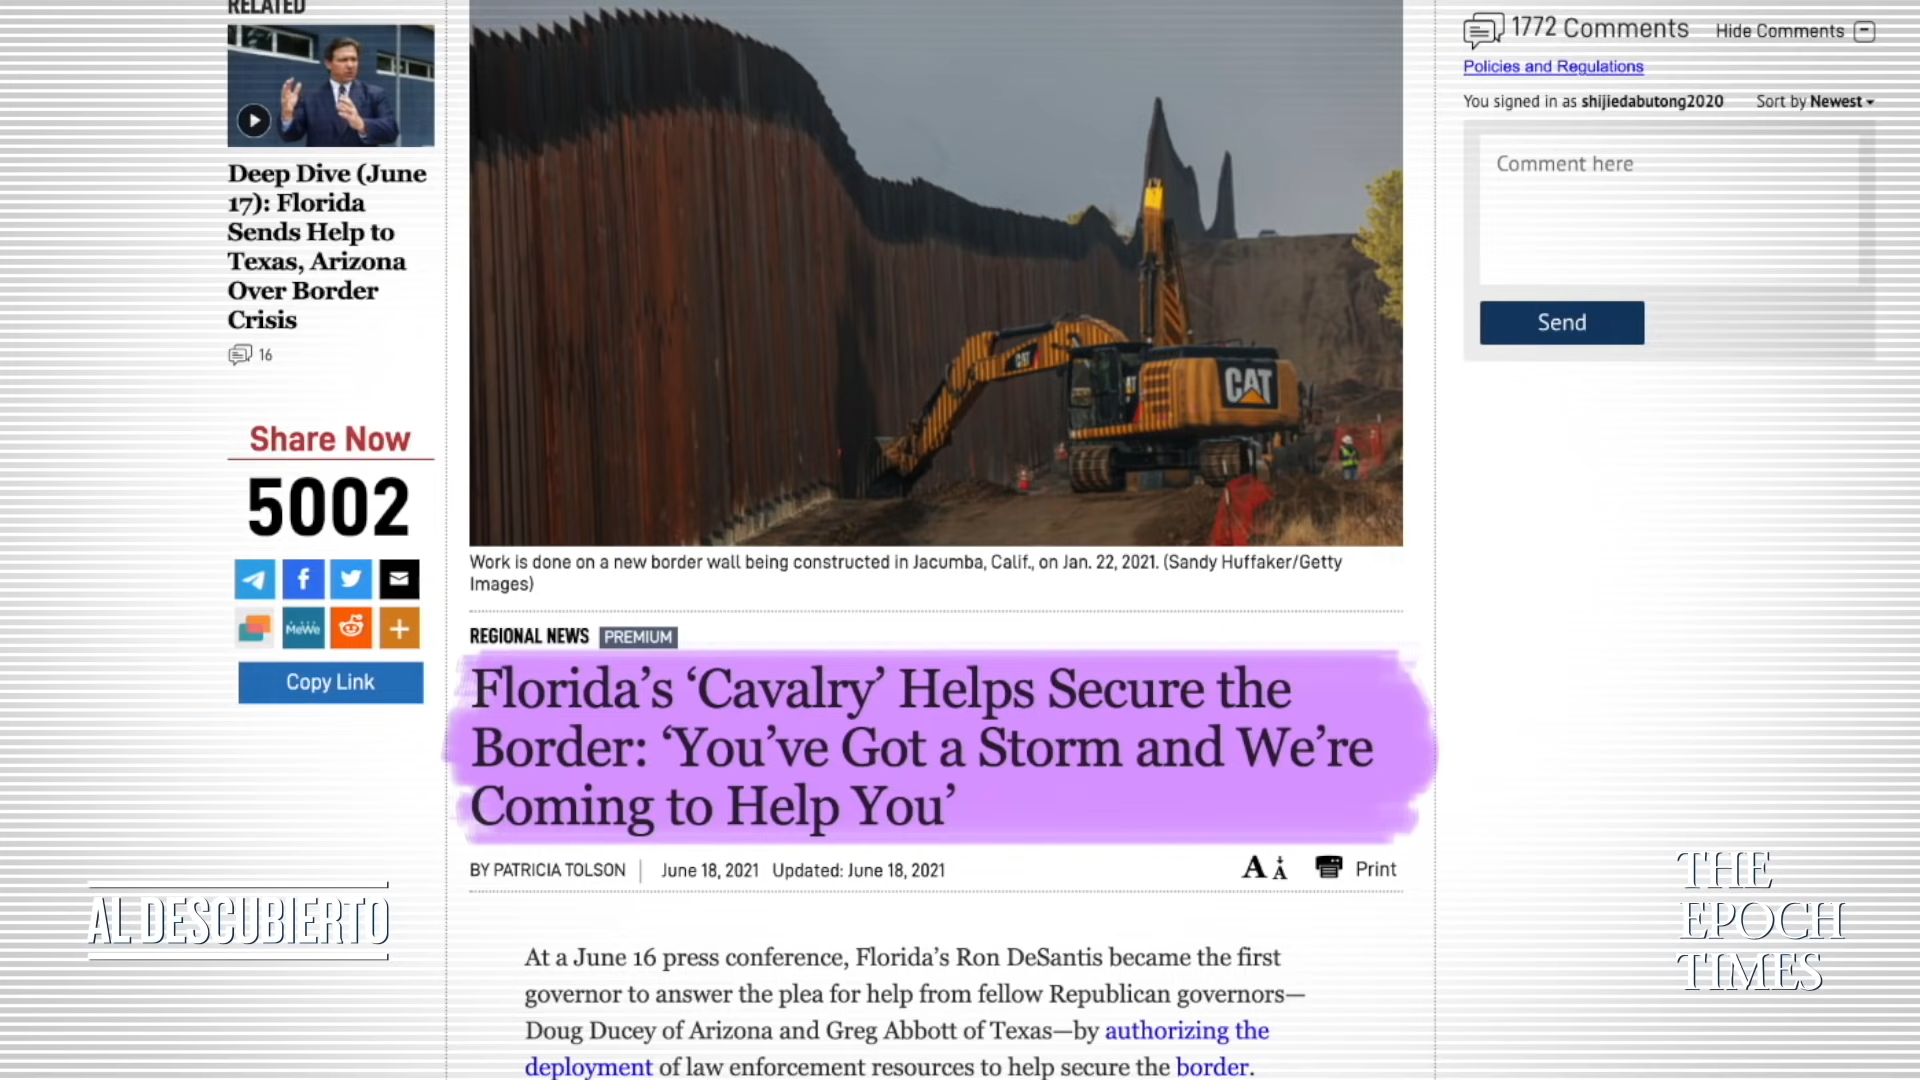 RELATED
Deep Dive (June
17): Florida
Sends Help to
Texas, Arizona
Over Border
Crisis
16
Share Now
5002
MeWe
Copy Link
CAT
CAT
Work is done on a new border wall being constructed in Jacumba, Calif., on Jan. 22, 2021. (Sandy Huffaker/Getty
Images)
REGIONAL NEWS PREMIUM
Florida’s ‘Cavalry’ Helps Secure the
Border: ‘You’ve Got a Storm and We’re
Coming to Help You’
BY PATRICIA TOLSON June 18, 2021 Updated: June 18, 2021
A A Print
At a June 16 press conference, Florida’s Ron DeSantis became the first
governor to answer the plea for help from fellow Republican governors—
Doug Ducey of Arizona and Greg Abbott of Texas—by authorizing the
deployment of law enforcement resources to help secure the border.
1772 Comments Hide Comments
Policies and Regulations
You signed in as shijiedabutong2020 Sort by Newest
Comment here
Send
AL DESCUBIERTO
THE
EPOCH
TIMES